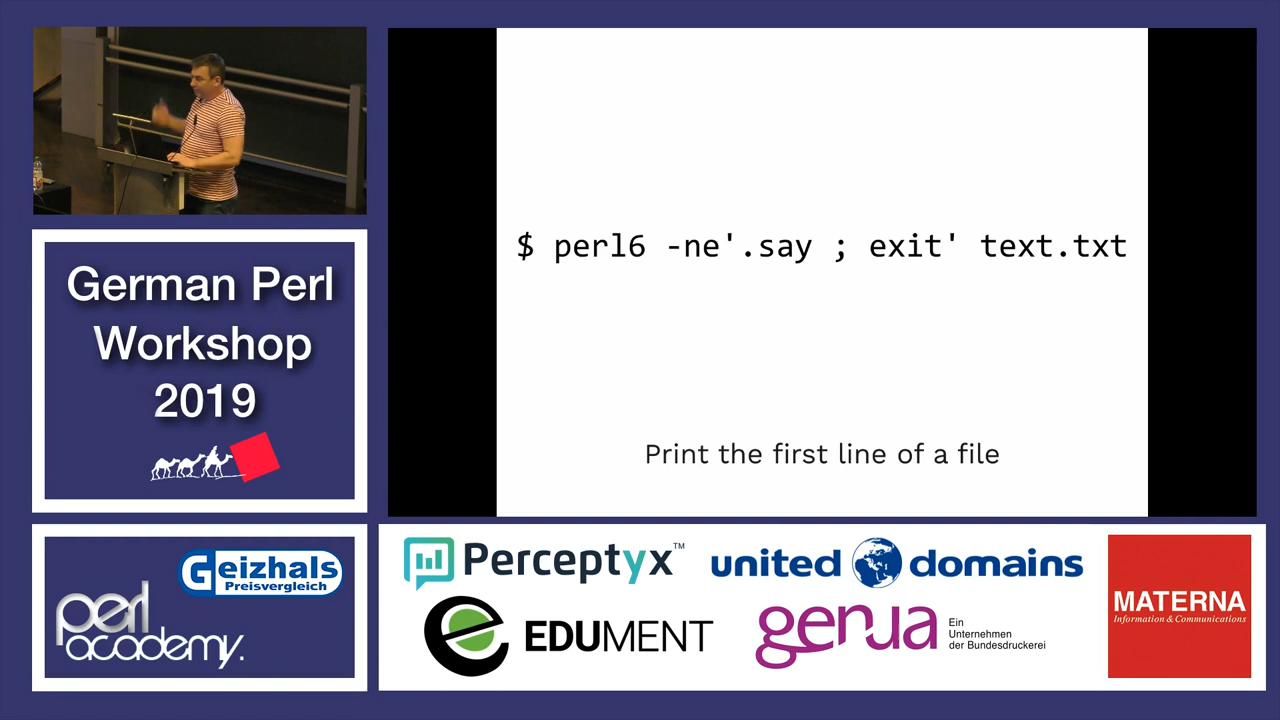 $ perl6 -ne'.say ; exit' text.txt
Print the first line of a file
German Perl
Workshop
2019
Geizhals
Preisvergleich
perl
academy.
Perceptyx™
united domains
EDUMENT
genua
Ein
Unternehmen
der Bundesdruckerei
MATERNA
Information & Communications